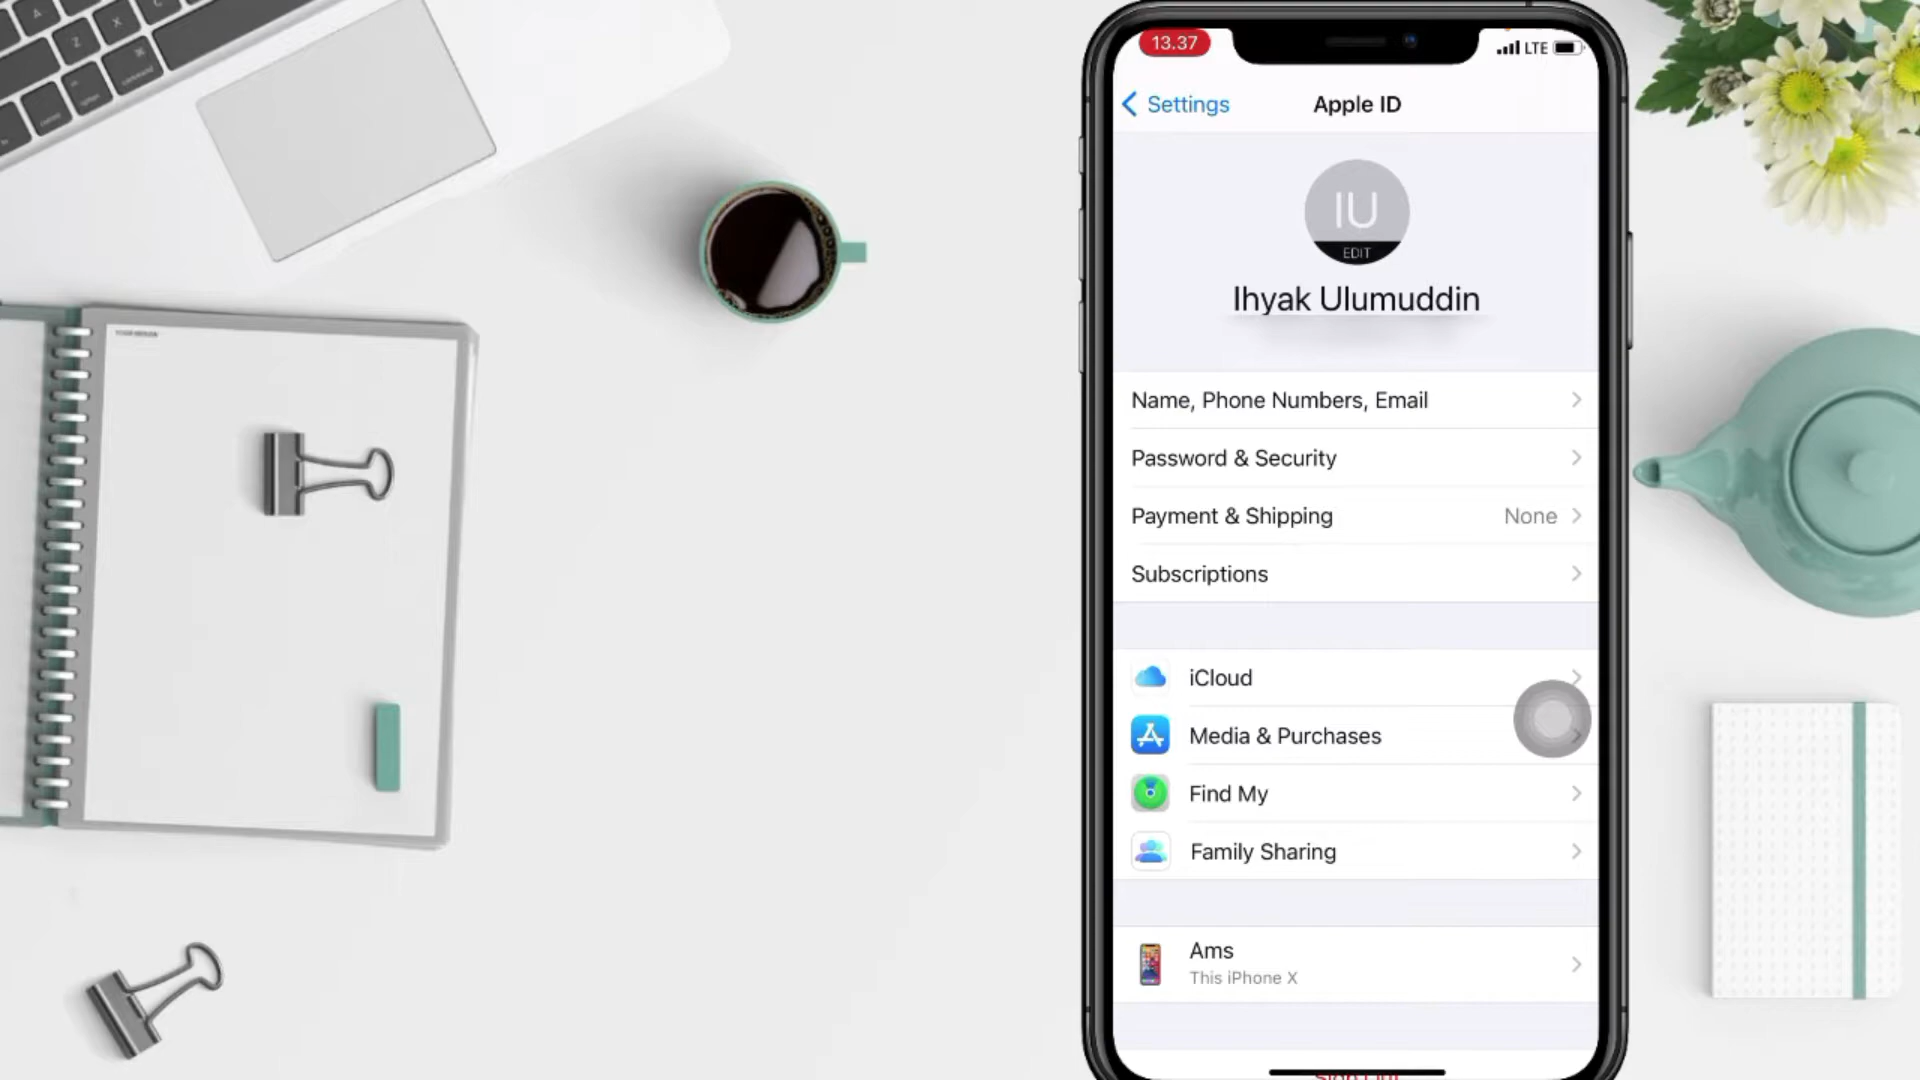 13.37
LTE
Settings
Apple ID
IU
EDIT
Ihyak Ulumuddin
Name, Phone Numbers, Email
Password & Security
Payment & Shipping
None
Subscriptions
iCloud
Media & Purchases
Find My
Family Sharing
Ams
This iPhone X
Z
X
C
command